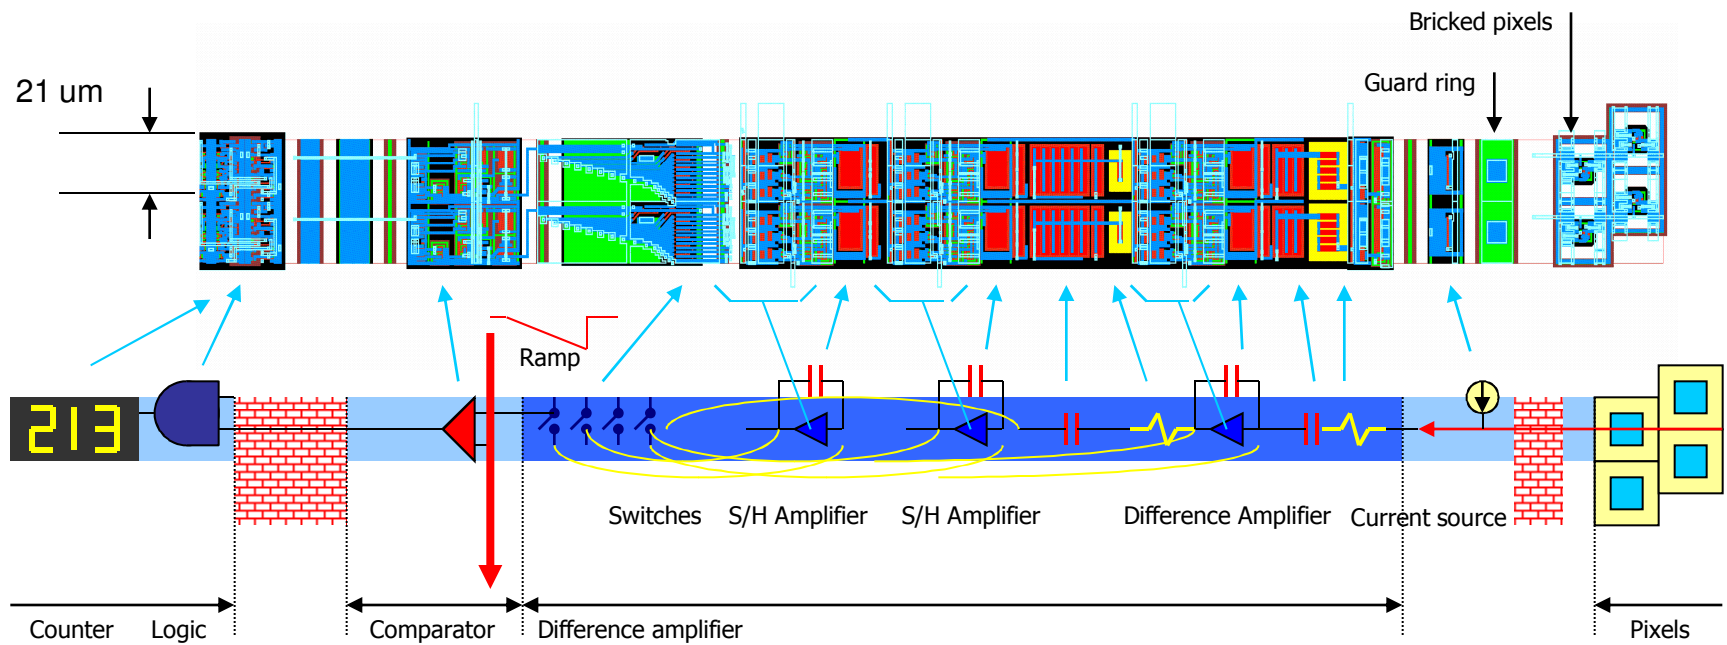 Bricked pixels
Guard ring
21 um
Ramp
213
Switches
S/H Amplifier
S/H Amplifier
Difference Amplifier
Current source
Counter
Logic
Comparator
Difference amplifier
Pixels